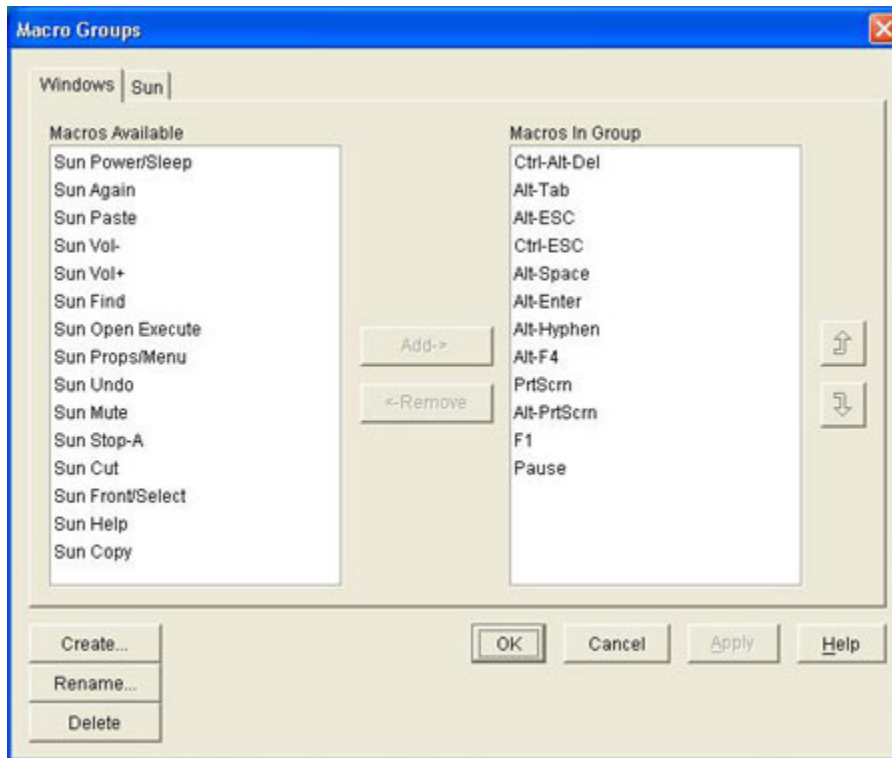 Macro Groups
Windows
Sun
Macros Available
Sun Power/Sleep
Sun Again
Sun Paste
Sun Vol-
Sun Vol+
Sun Find
Sun Open Execute
Sun Props/Menu
Sun Undo
Sun Mute
Sun Stop-A
Sun Cut
Sun Front/Select
Sun Help
Sun Copy
Add->
<-Remove
Macros In Group
Ctrl-Alt-Del
Alt-Tab
Alt-ESC
Ctrl-ESC
Alt-Space
Alt-Enter
Alt-Hyphen
Alt-F4
PrtScrn
Alt-PrtScrn
F1
Pause
Create...
Rename...
Delete
OK
Cancel
Apply
Help